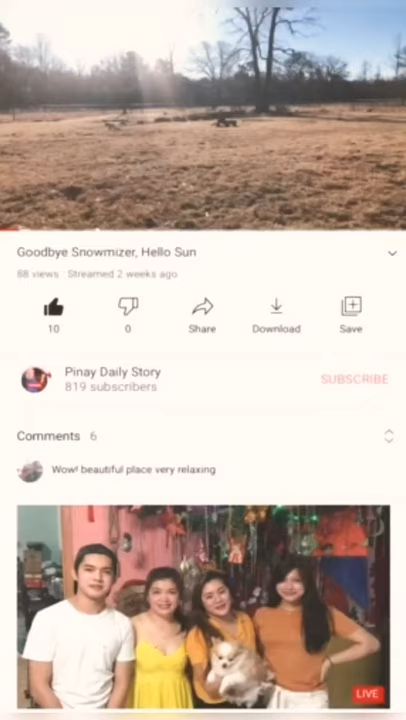 Goodbye Snowmizer, Hello Sun
88 views · Streamed 2 weeks ago
10
0
Share
Download
Save
Pinay Daily Story
819 subscribers
SUBSCRIBE
Comments 6
Wow! beautiful place very relaxing
LIVE